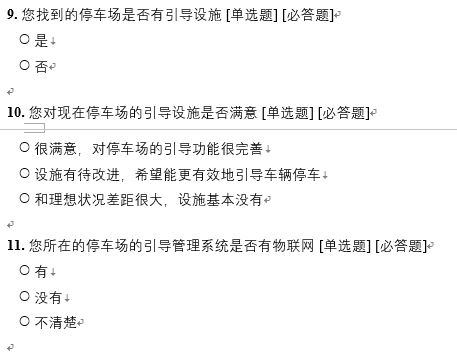 9. 您找到的停车场是否有引导设施 [单选题] [必答题]
○ 是
○ 否
10. 您对现在停车场的引导设施是否满意 [单选题] [必答题]
○ 很满意，对停车场的引导功能很完善
○ 设施有待改进，希望能更有效地引导车辆停车
○ 和理想状况差距很大，设施基本没有
11. 您所在的停车场的引导管理系统是否有物联网 [单选题] [必答题]
○ 有
○ 没有
○ 不清楚